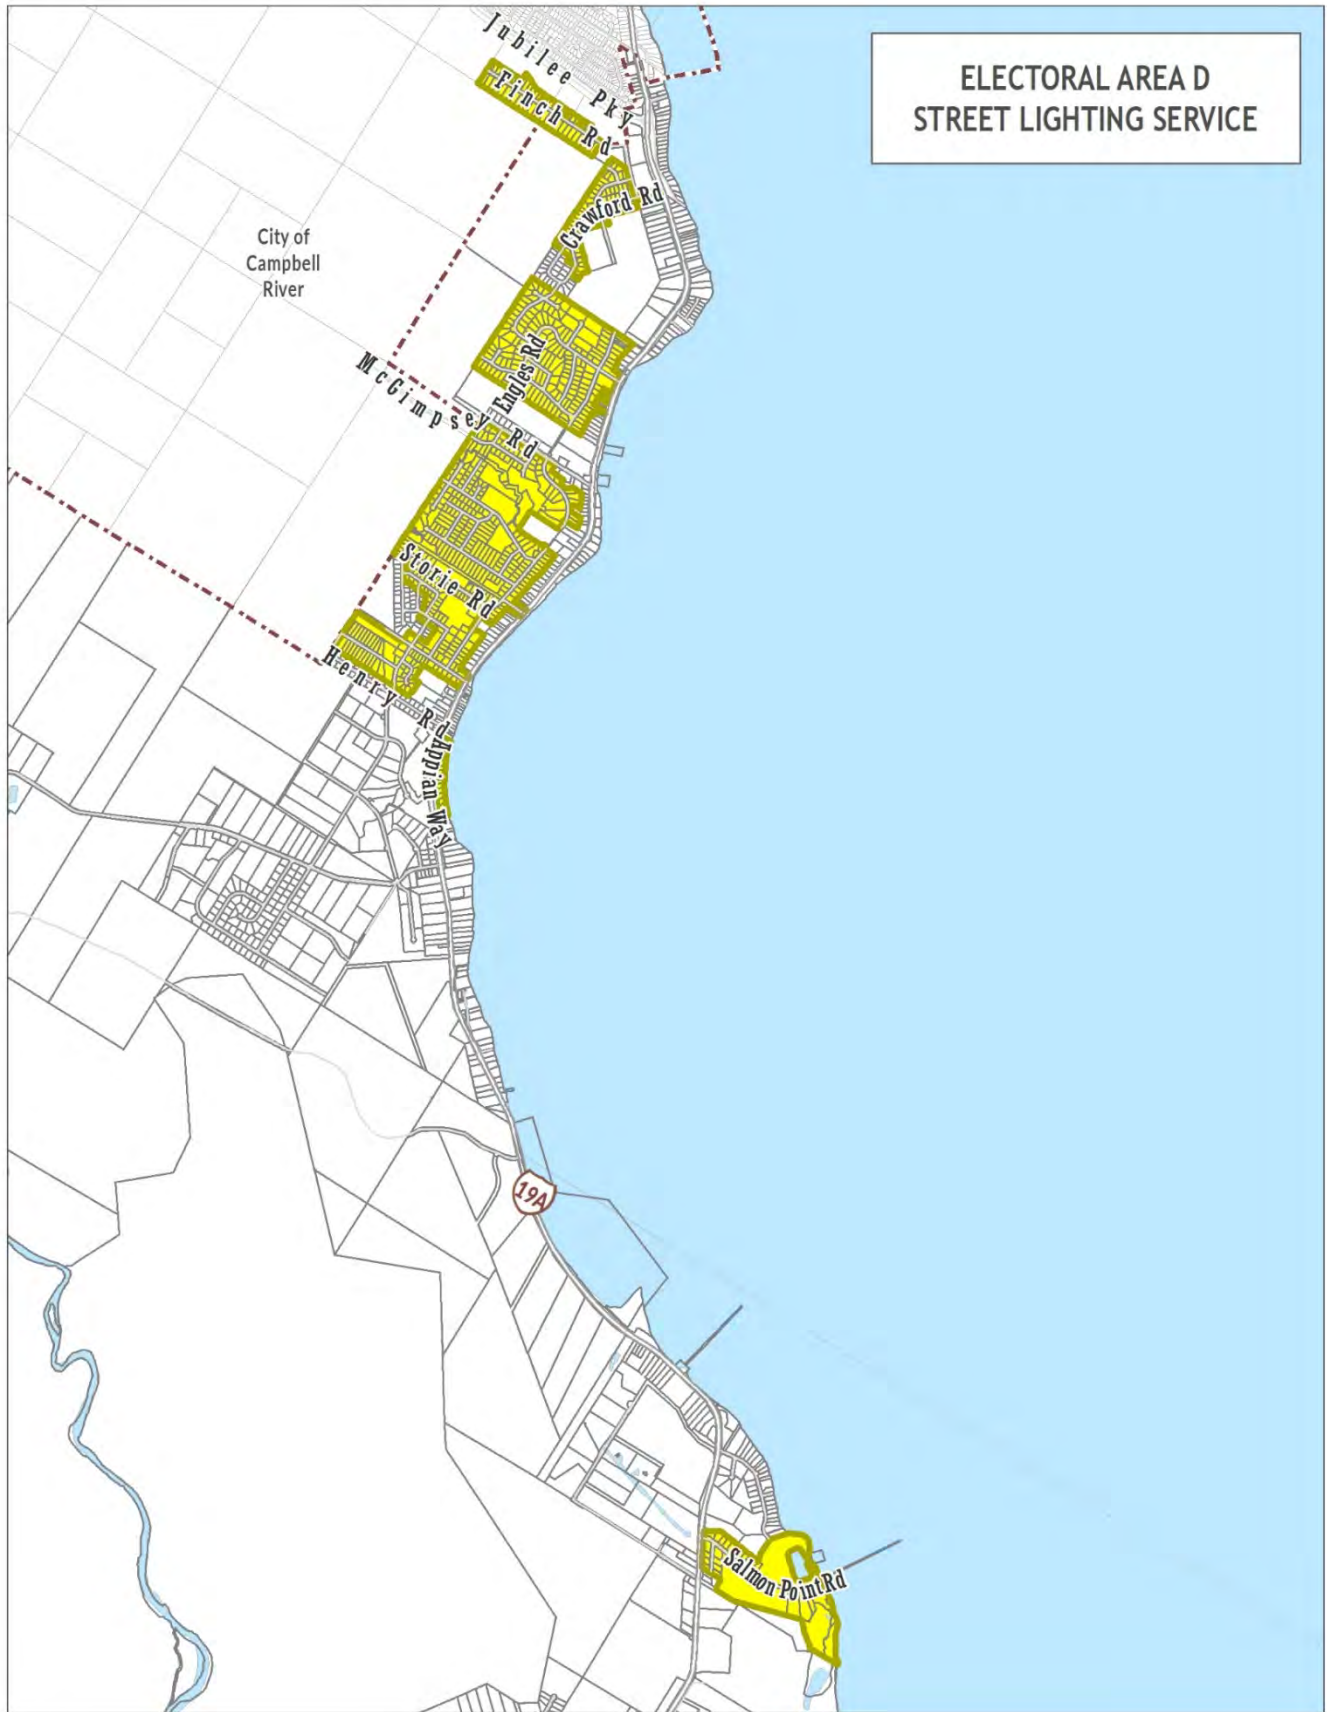 ELECTORAL AREA D
STREET LIGHTING SERVICE
Jubilee Pky
Finch Rd
Crawford Rd
City of
Campbell
River
Engles Rd
McGimpsey Rd
Storie Rd
Henry Rd
Appian Way
19A
Salmon Point Rd